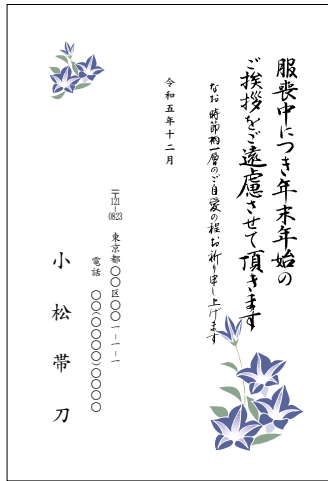 服喪中につき年末年始の
ご挨拶をご遠慮させて頂きます
なお 時節柄一層のご自愛の程お祈り申し上げます
令和五年十二月
〒121-0823
東京都〇〇区〇〇一-一-一
電話 〇〇(〇〇〇〇)〇〇〇〇
小松帯刀